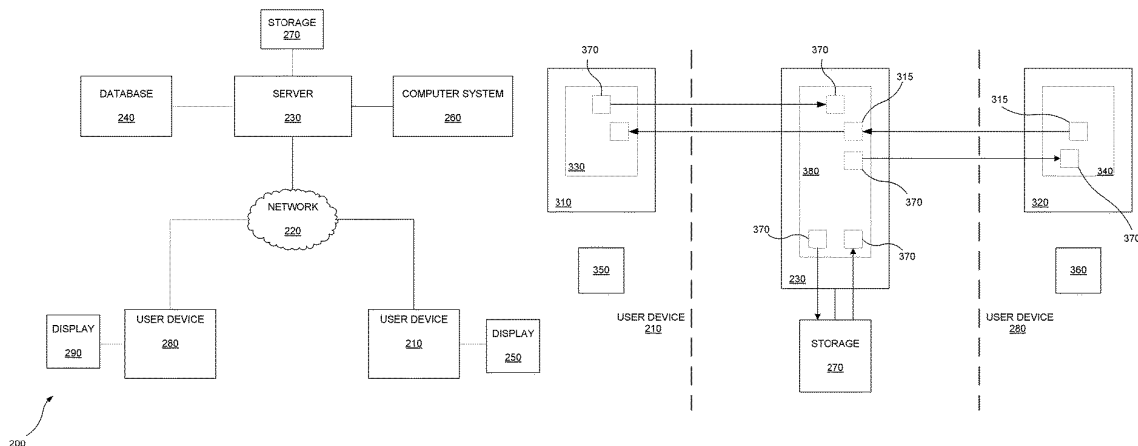 STORAGE
270
DATABASE
240
SERVER
230
COMPUTER SYSTEM
260
NETWORK
220
USER DEVICE
280
DISPLAY
290
USER DEVICE
210
DISPLAY
250
200
370
330
310
350
USER DEVICE
210
370
315
380
370
370
370
230
STORAGE
270
315
340
320
370
360
USER DEVICE
280